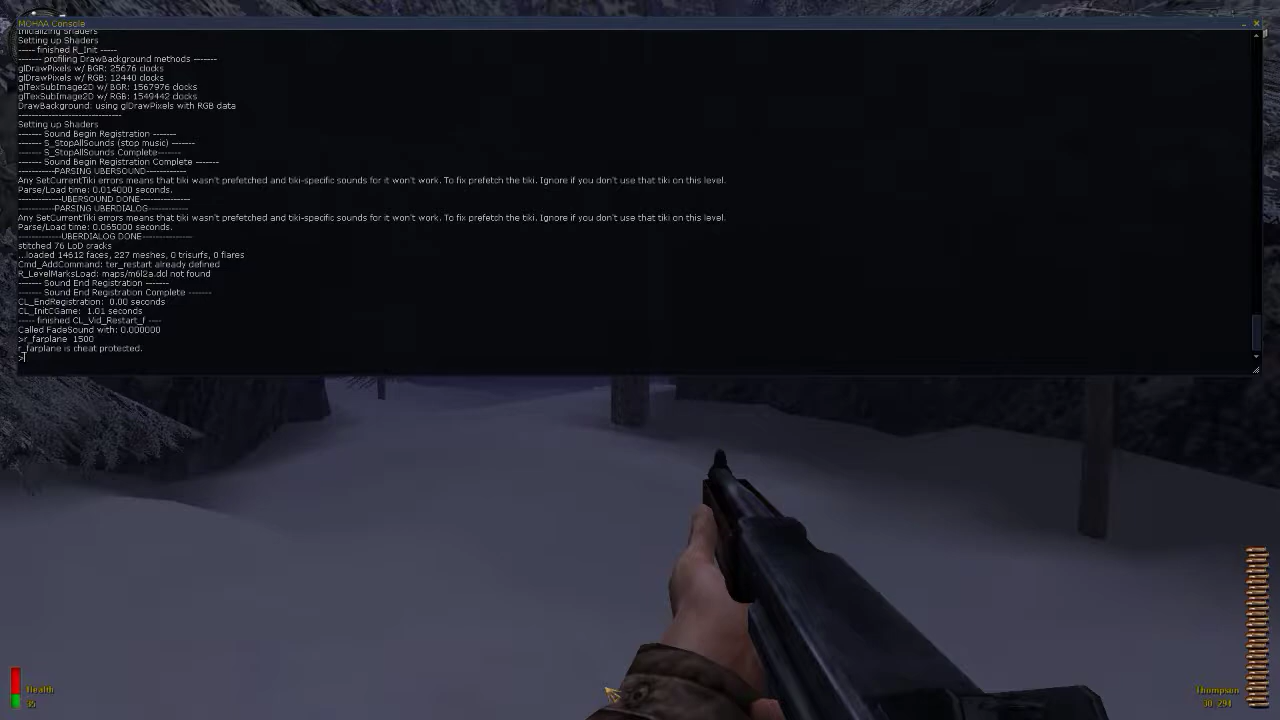 MOHAA Console
Initializing Shaders
Setting up Shaders
----- finished R_Init -----
------- profiling DrawBackground methods -------
glDrawPixels w/ BGR: 25676 clocks
glDrawPixels w/ RGB: 12440 clocks
glTexSubImage2D w/ BGR: 1567976 clocks
glTexSubImage2D w/ RGB: 1549442 clocks
DrawBackground: using glDrawPixels with RGB data
--------------------------------
Setting up Shaders
------- Sound Begin Registration -------
------- S_StopAllSounds (stop music) -------
------- S_StopAllSounds Complete-------
------- Sound Begin Registration Complete -------
------------PARSING UBERSOUND------------
Any SetCurrentTiki errors means that tiki wasn't prefetched and tiki-specific sounds for it won't work. To fix prefetch the tiki. Ignore if you don't use that tiki on this level.
Parse/Load time: 0.014000 seconds.
-------------UBERSOUND DONE---------------
------------PARSING UBERDIALOG------------
Any SetCurrentTiki errors means that tiki wasn't prefetched and tiki-specific sounds for it won't work. To fix prefetch the tiki. Ignore if you don't use that tiki on this level.
Parse/Load time: 0.065000 seconds.
-------------UBERDIALOG DONE---------------
stitched 76 LoD cracks
...loaded 14612 faces, 227 meshes, 0 trisurfs, 0 flares
Cmd_AddCommand: ter_restart already defined
R_LevelMarksLoad: maps/m6l2a.dcl not found
------- Sound End Registration -------
------- Sound End Registration Complete -------
CL_EndRegistration:  0.00 seconds
CL_InitCGame:  1.01 seconds
----- finished CL_Vid_Restart_f ----
Called FadeSound with: 0.000000
>r_farplane  1500
r_farplane is cheat protected.
>
Health
35
Thompson
30 294